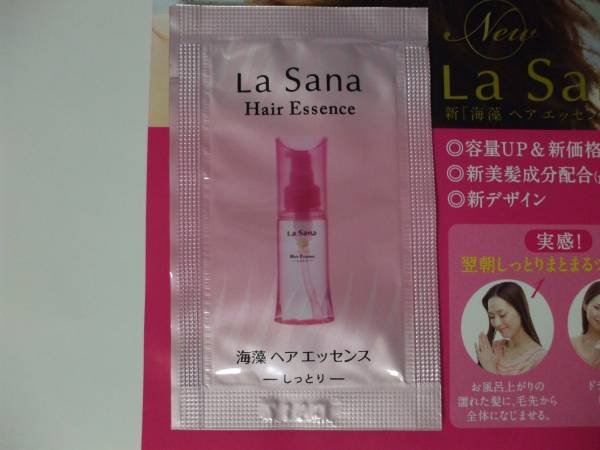 La Sana
Hair Essence
La Sana
Hair Essence
海藻 ヘア エッセンス
―しっとり―
New
La Sa
新「海藻 ヘア エッセン
◎容量UP&新価格
◎新美髪成分配合
◎新デザイン
実感!
翌朝しっとりまとまる
1
お風呂上がりの
濡れた髪に、毛先から
全体になじませる。
ド